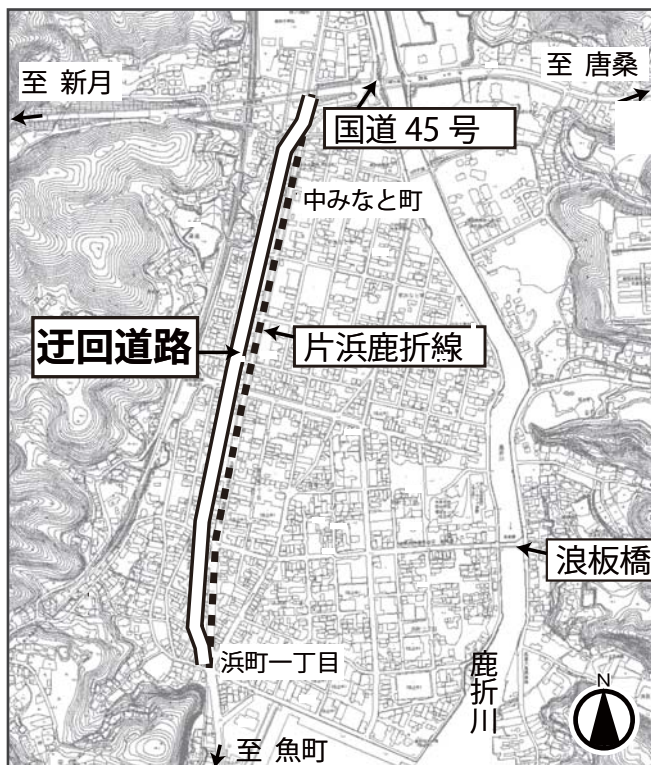 至 新月
至 唐桑
国道 45 号
中みなと町
迂回道路
片浜鹿折線
浪板橋
浜町一丁目
鹿折川
N
至 魚町